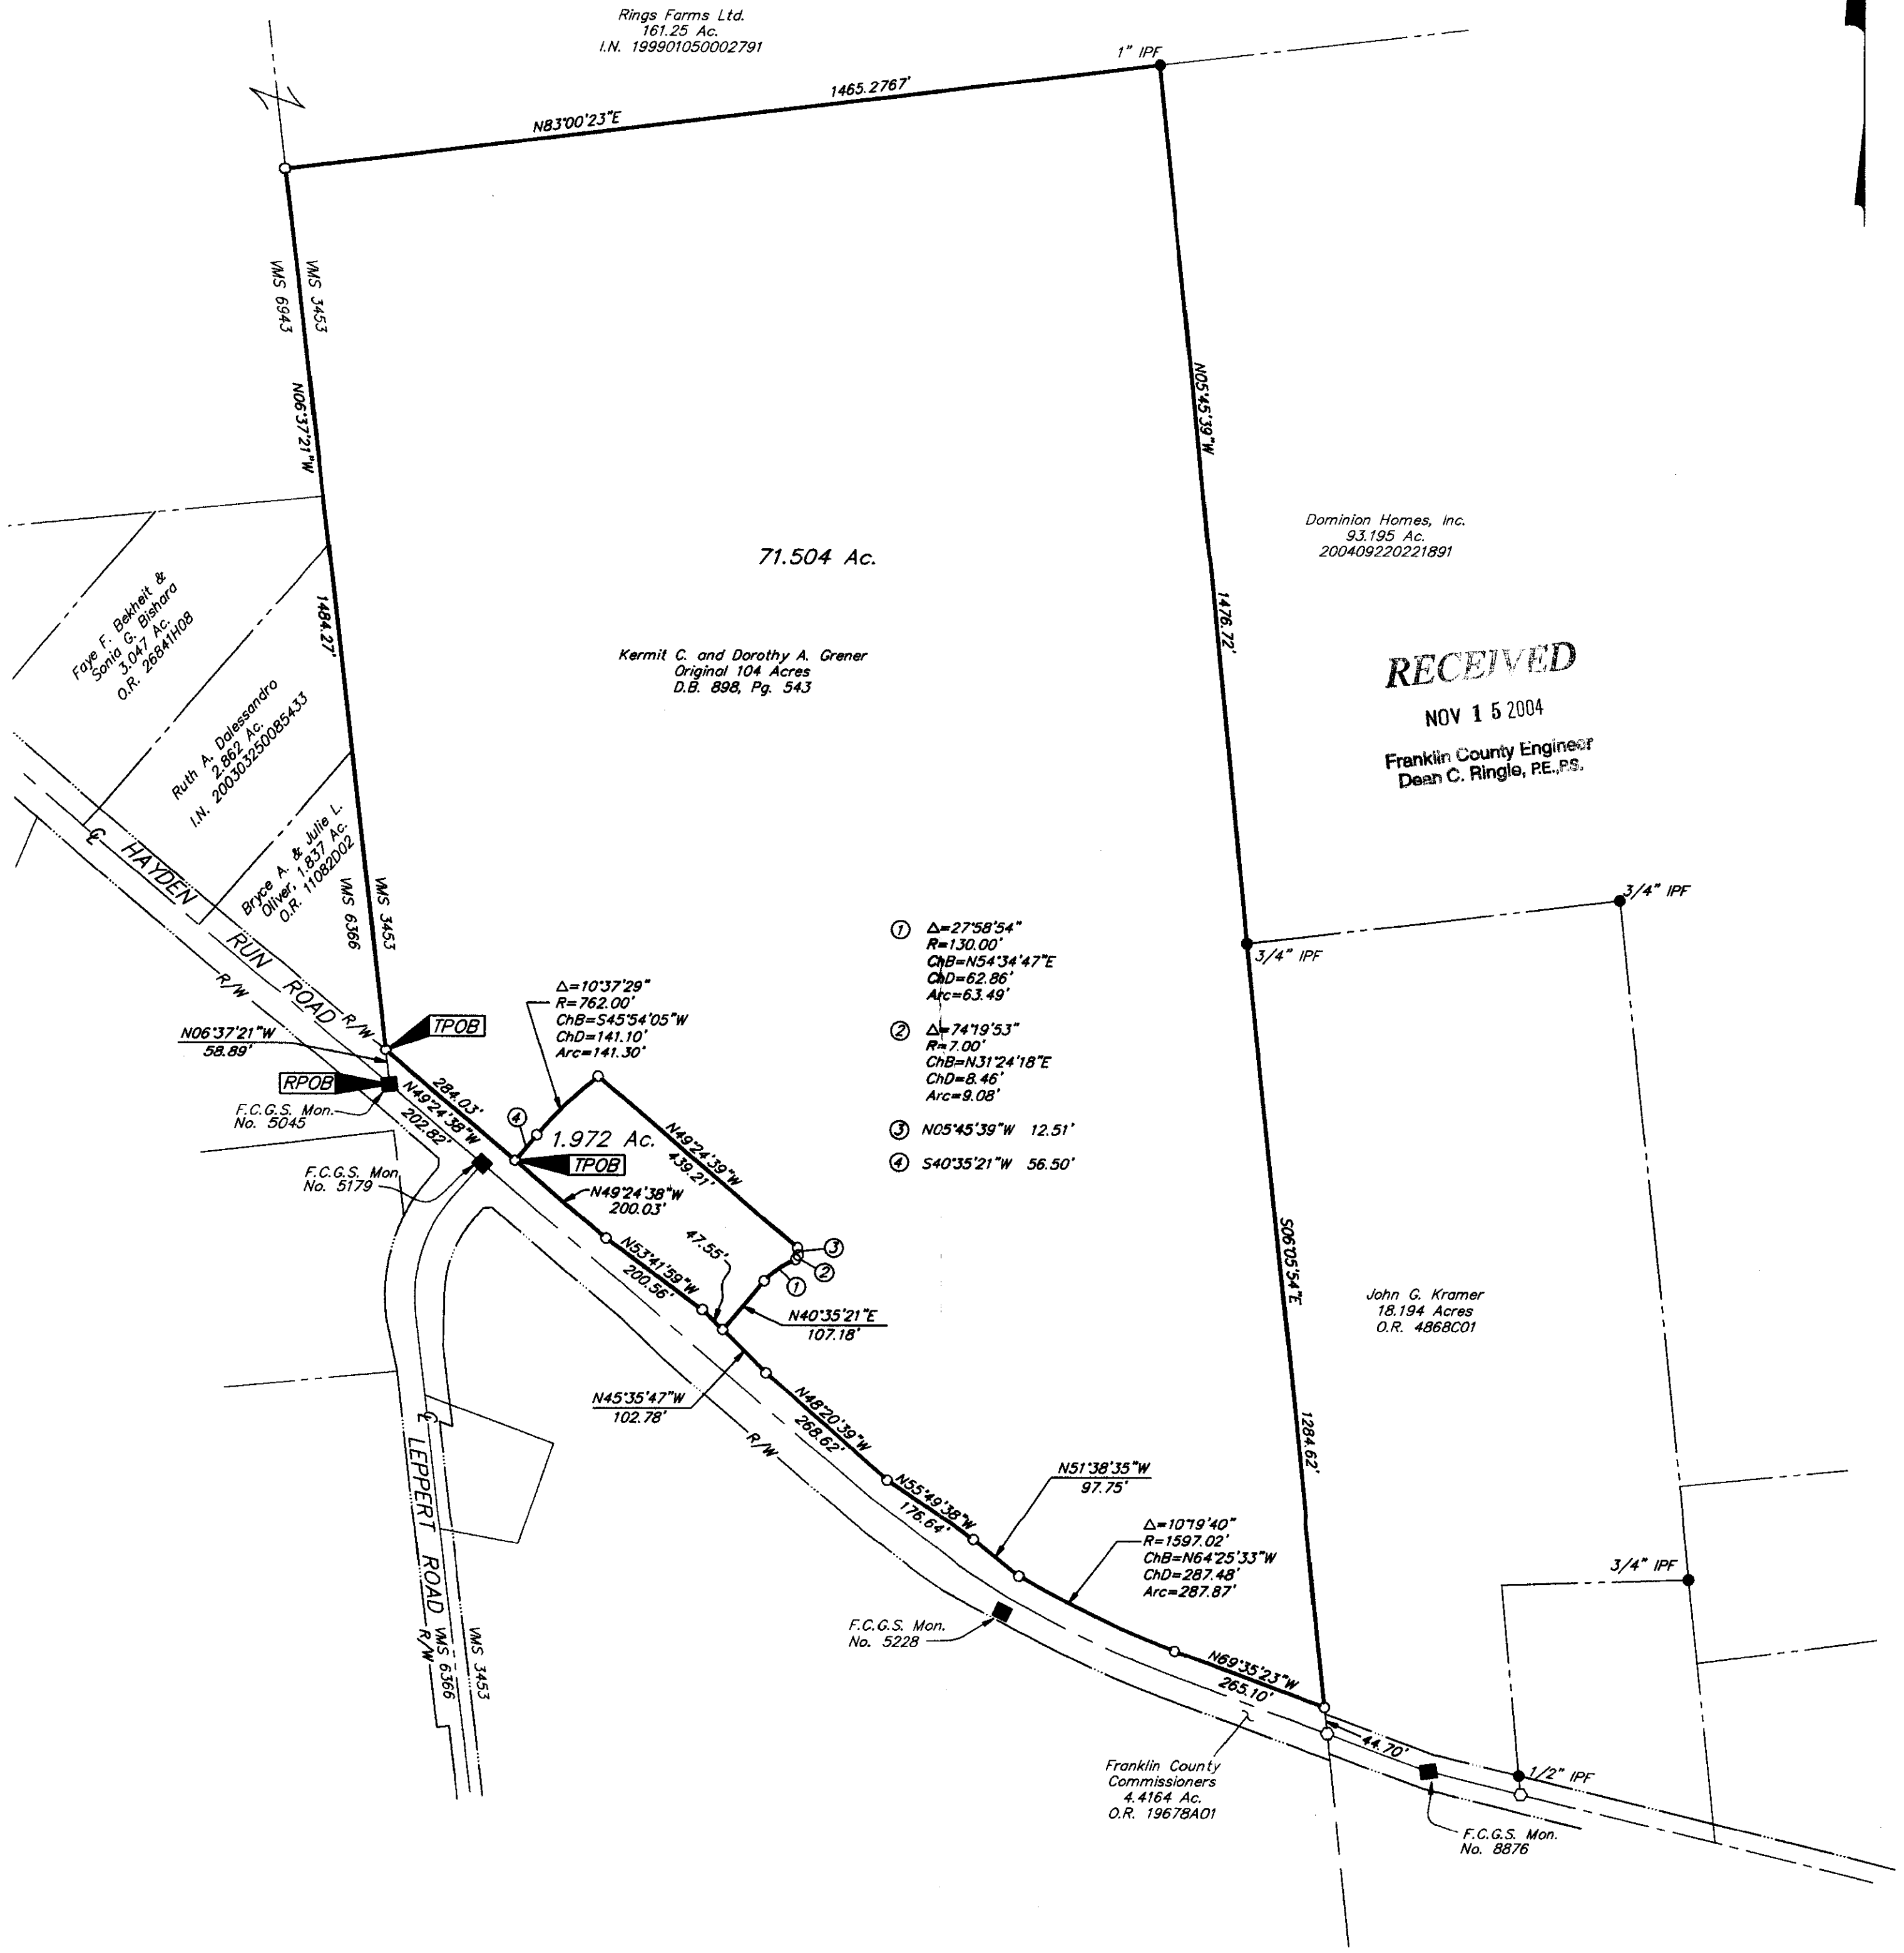 Rings Farms Ltd.
161.25 Ac.
I.N. 199901050002791
1" IPF
1465.2767'
N83°00'23"E
VMS 6943
VMS 3453
N06°37'21"W
1484.27'
N05°45'39"W
1476.72'
71.504 Ac.
Kermit C. and Dorothy A. Grener
Original 104 Acres
D.B. 898, Pg. 543
Dominion Homes, Inc.
93.195 Ac.
200409220221891
RECEIVED
NOV 15 2004
Franklin County Engineer
Dean C. Ringle, P.E.,P.S.
Faye F. Bekheit &
Sonia G. Bishara
3.047 Ac.
O.R. 26841H08
Ruth A. Dalessandro
2.862 Ac.
I.N. 200303250085433
Bryce A. & Julie L.
Oliver, 1.837 Ac.
O.R. 11082D02
VMS 6366
VMS 3453
℄ HAYDEN RUN ROAD
R/W
R/W
3/4" IPF
3/4" IPF
① Δ=27°58'54"
R=130.00'
ChB=N54°34'47"E
ChD=62.86'
Arc=63.49'
② Δ=74°19'53"
R=7.00'
ChB=N31°24'18"E
ChD=8.46'
Arc=9.08'
③ N05°45'39"W 12.51'
④ S40°35'21"W 56.50'
Δ=10°37'29"
R=762.00'
ChB=S45°54'05"W
ChD=141.10'
Arc=141.30'
TPOB
N06°37'21"W
58.89'
RPOB
F.C.G.S. Mon.
No. 5045
284.03'
N49°24'38"W
202.82'
④
1.972 Ac.
TPOB
N49°24'39"W
439.21'
F.C.G.S. Mon.
No. 5179
N49°24'38"W
200.03'
N53°41'59"W
200.56'
47.55'
③
②
①
N40°35'21"E
107.18'
S06°05'54"E
1284.62'
John G. Kramer
18.194 Acres
O.R. 4868C01
N45°35'47"W
102.78'
N48°20'39"W
268.62'
R/W
N55°49'38"W
176.64'
N51°38'35"W
97.75'
Δ=10°19'40"
R=1597.02'
ChB=N64°25'33"W
ChD=287.48'
Arc=287.87'
3/4" IPF
℄ LEPPERT ROAD
R/W
VMS 6366
VMS 3453
F.C.G.S. Mon.
No. 5228
N69°35'23"W
265.10'
44.70'
1/2" IPF
Franklin County
Commissioners
4.4164 Ac.
O.R. 19678A01
F.C.G.S. Mon.
No. 8876